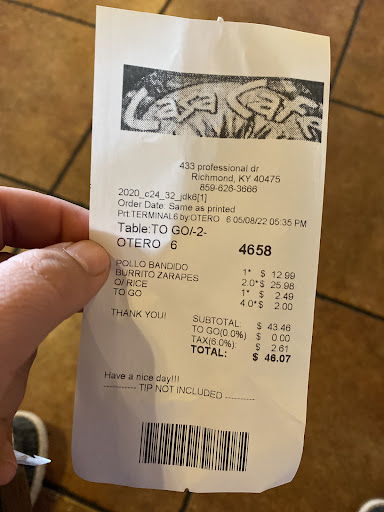 Casa Café
433 professional dr
Richmond, KY 40475
859-626-3666
2020_c24_32_jdk6[1]
Order Date: Same as printed
Prt:TERMINAL6 by:OTERO 6 05/08/22 05:35 PM
Table:TO GO/-2-
OTERO 6 4658
POLLO BANDIDO 1* $ 12.99
BURRITO ZARAPES 2.0*$ 25.98
O/ RICE 1* $ 2.49
TO GO 4.0*$ 2.00
THANK YOU!
SUBTOTAL: $ 43.46
TO GO(0.0%) $ 0.00
TAX(6.0%): $ 2.61
TOTAL: $ 46.07
Have a nice day!!!
---------- TIP NOT INCLUDED ----------